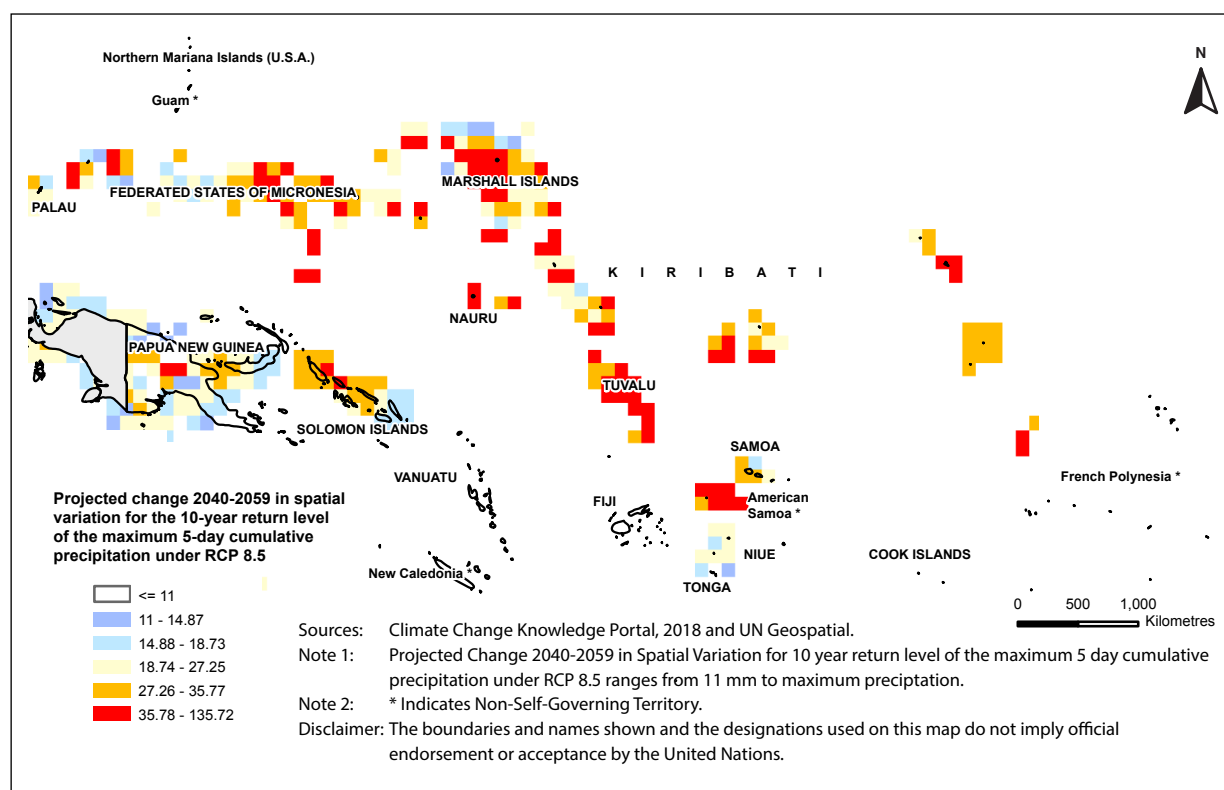 Northern Mariana Islands (U.S.A.)
N
Guam *
MARSHALL ISLANDS
FEDERATED STATES OF MICRONESIA,
PALAU
K I R I B A T I
NAURU
PAPUA NEW GUINEA
TUVALU
SOLOMON ISLANDS
SAMOA
VANUATU
French Polynesia *
FIJI
American
Samoa *
NIUE
COOK ISLANDS
New Caledonia *
TONGA
Projected change 2040-2059 in spatial
variation for the 10-year return level
of the maximum 5-day cumulative
precipitation under RCP 8.5
<= 11
11 - 14.87
14.88 - 18.73
18.74 - 27.25
27.26 - 35.77
35.78 - 135.72
0 500 1,000
Kilometres
Sources: Climate Change Knowledge Portal, 2018 and UN Geospatial.
Note 1: Projected Change 2040-2059 in Spatial Variation for 10 year return level of the maximum 5 day cumulative
precipitation under RCP 8.5 ranges from 11 mm to maximum preciptation.
Note 2: * Indicates Non-Self-Governing Territory.
Disclaimer: The boundaries and names shown and the designations used on this map do not imply official
endorsement or acceptance by the United Nations.